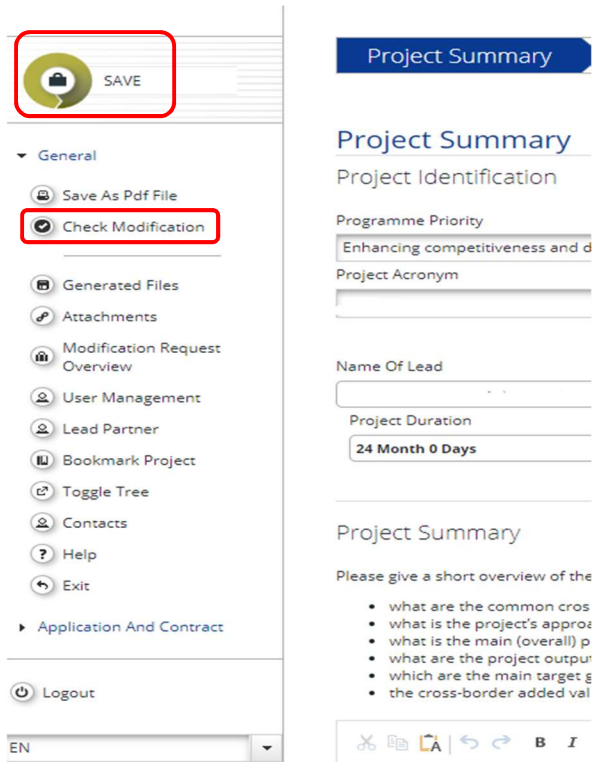 SAVE
General
Save As Pdf File
Check Modification
Generated Files
Attachments
Modification Request
Overview
User Management
Lead Partner
Bookmark Project
Toggle Tree
Contacts
Help
Exit
Application And Contract
Logout
EN
Project Summary
Project Summary
Project Identification
Programme Priority
Enhancing competitiveness and d
Project Acronym
Name Of Lead
Project Duration
24 Month 0 Days
Project Summary
Please give a short overview of the
• what are the common cros
• what is the project's approa
• what is the main (overall) p
• what are the project output
• which are the main target g
• the cross-border added val
B I